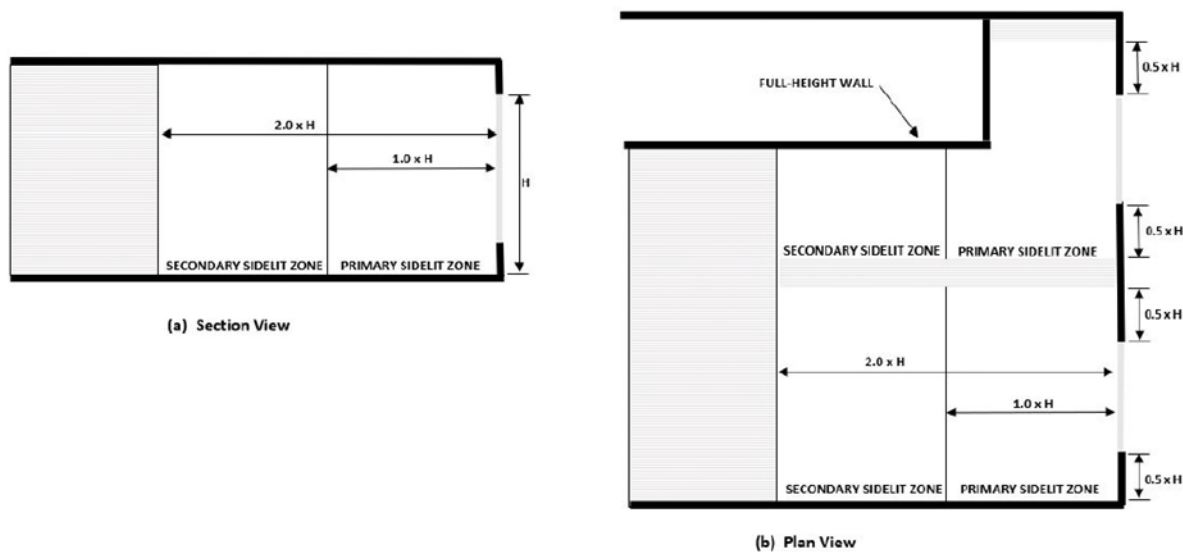 2.0 x H
1.0 x H
H
SECONDARY SIDELIT ZONE
PRIMARY SIDELIT ZONE
(a) Section View
0.5 x H
FULL-HEIGHT WALL
0.5 x H
SECONDARY SIDELIT ZONE
PRIMARY SIDELIT ZONE
0.5 x H
2.0 x H
1.0 x H
SECONDARY SIDELIT ZONE
PRIMARY SIDELIT ZONE
0.5 x H
(b) Plan View